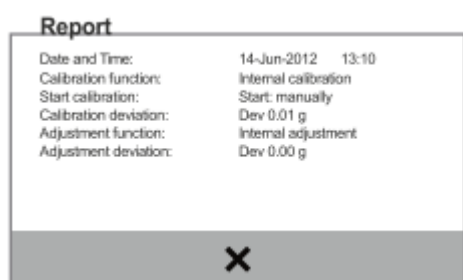 Report
Date and Time: 14-Jun-2012 13:10
Calibration function: Internal calibration
Start calibration: Start: manually
Calibration deviation: Dev 0.01 g
Adjustment function: Internal adjustment
Adjustment deviation: Dev 0.00 g